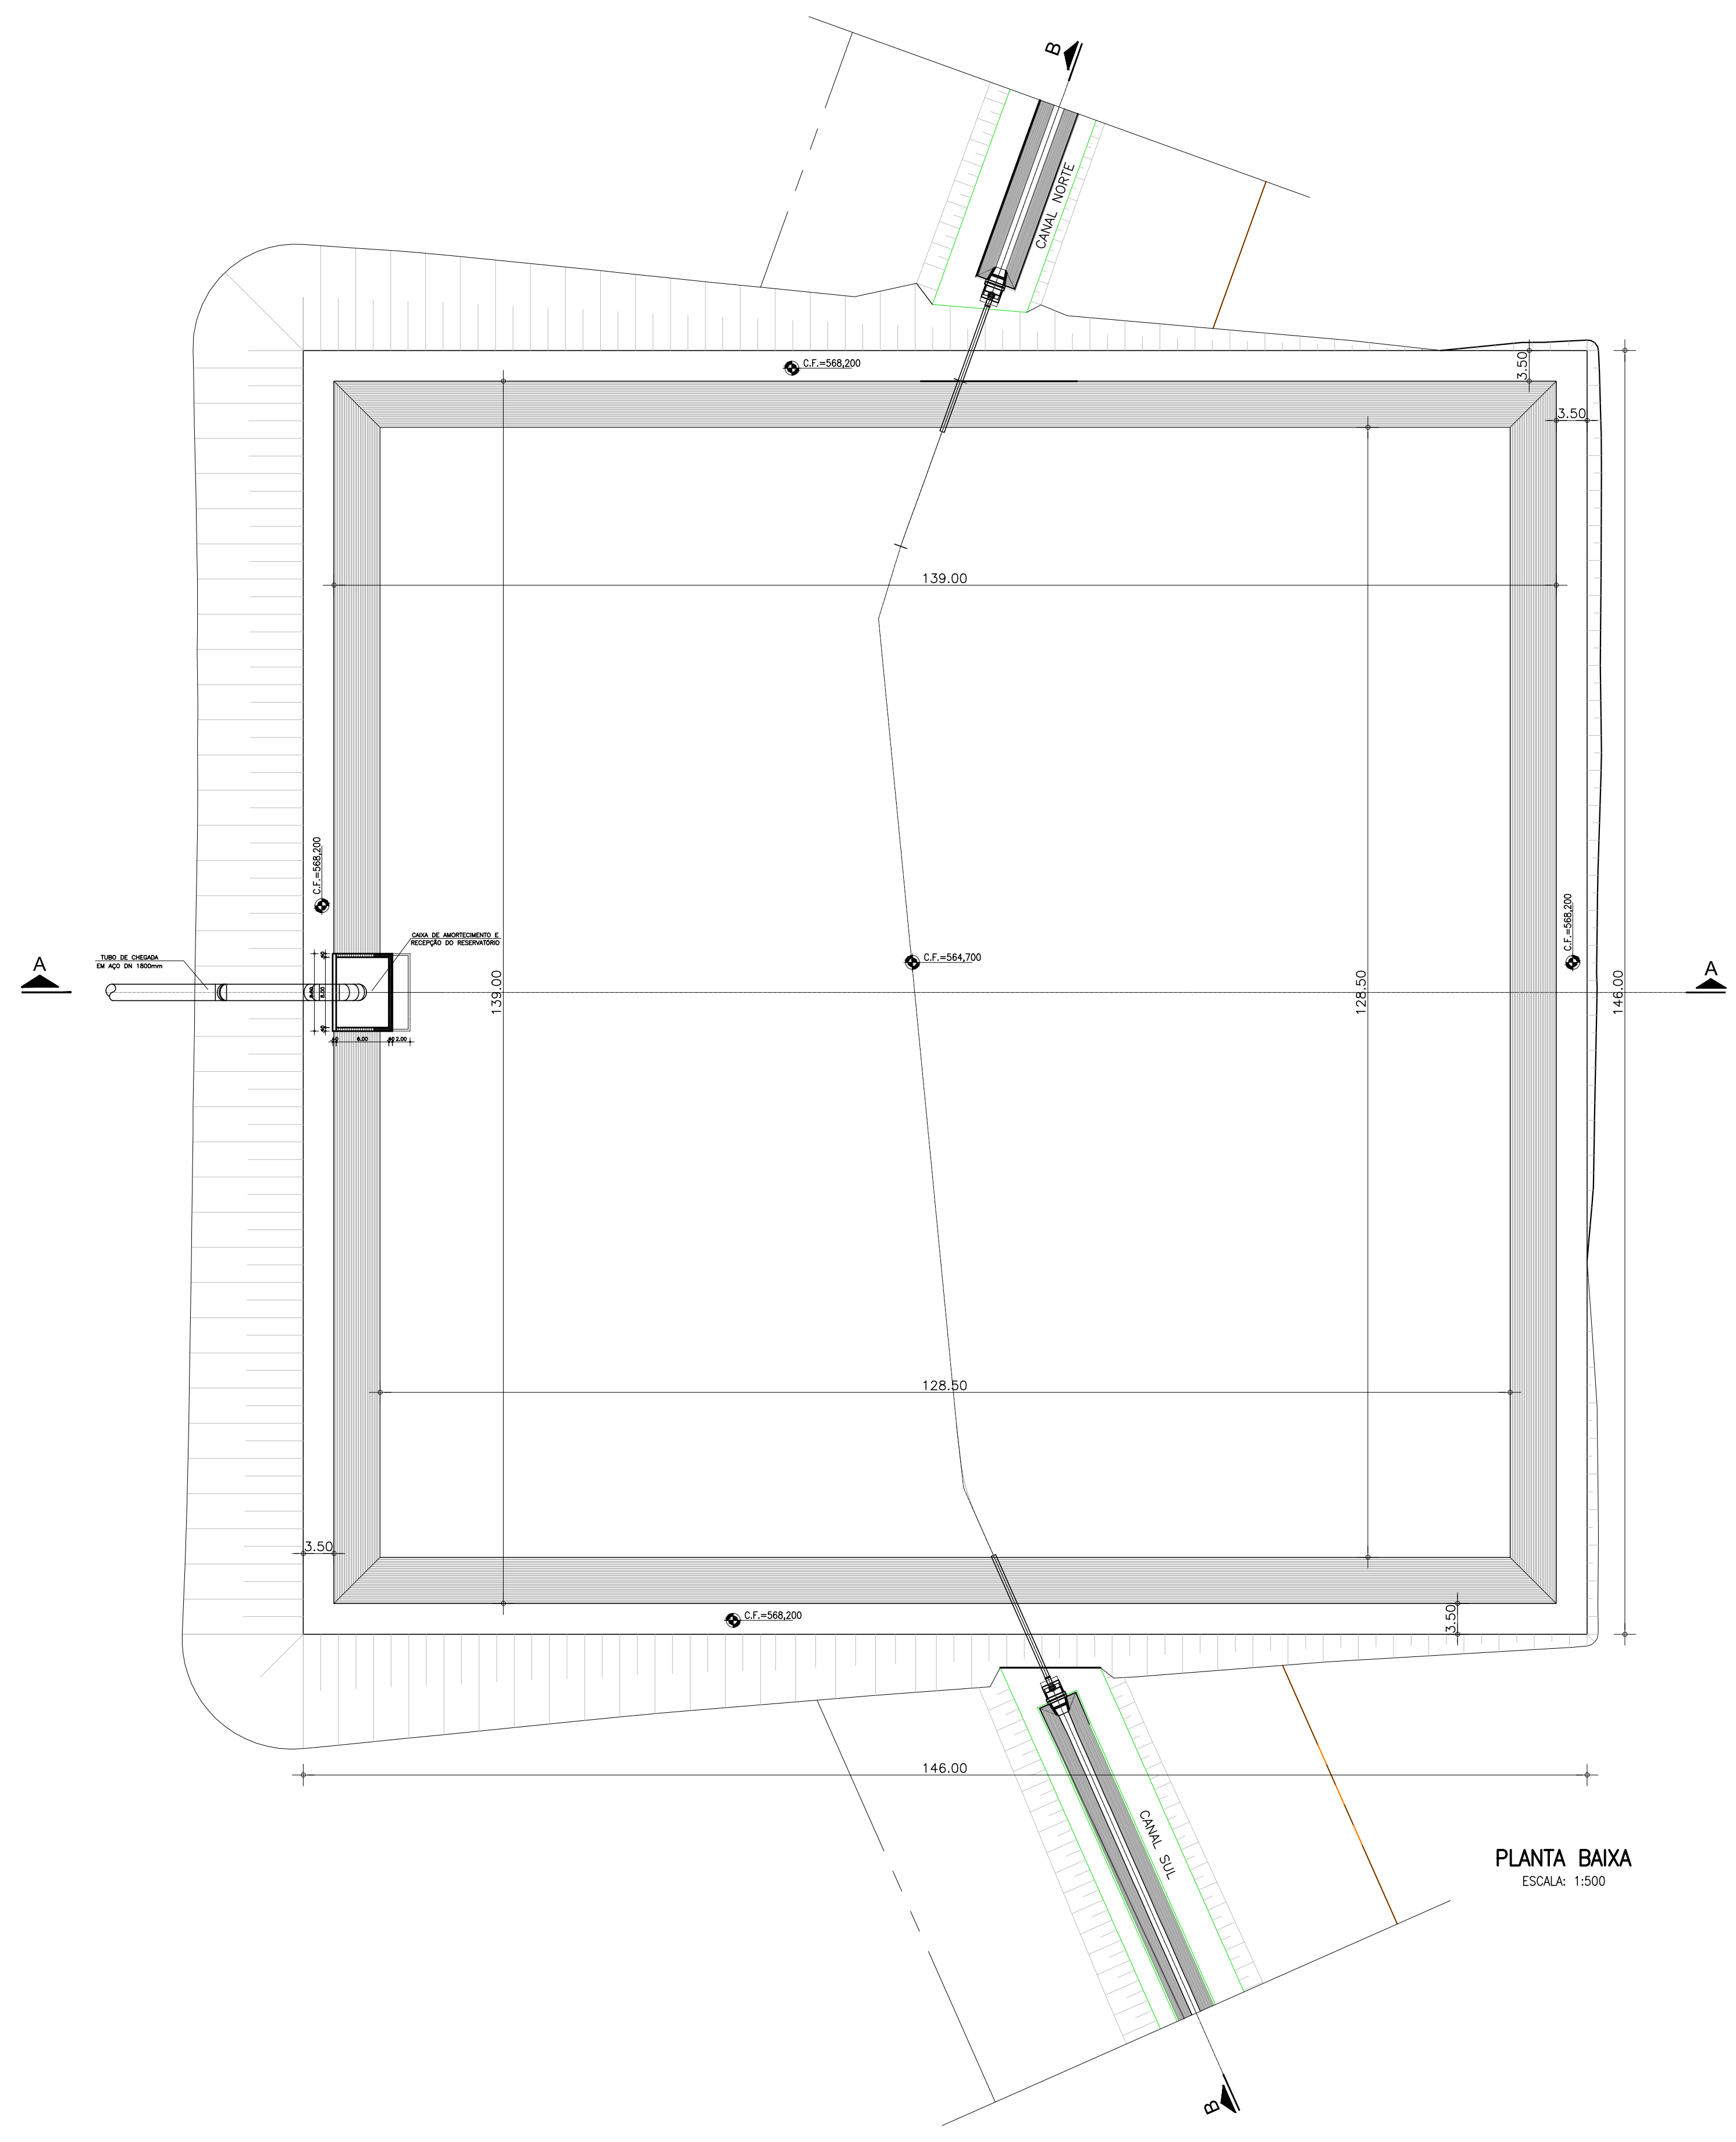 B
CANAL NORTE
C.F.=568,200
3.50
3.50
139.00
C.F.=568,200
C.F.=568,200
CAIXA DE AMORTECIMENTO E
RECEPÇÃO DO RESERVATÓRIO
TUBO DE CHEGADA
EM AÇO DN 1800mm
C.F.=564,700
A
A
139.00
128.50
146.00
8.00
6.00
2.00
128.50
3.50
C.F.=568,200
3.50
146.00
CANAL SUL
PLANTA BAIXA
ESCALA: 1:500
B